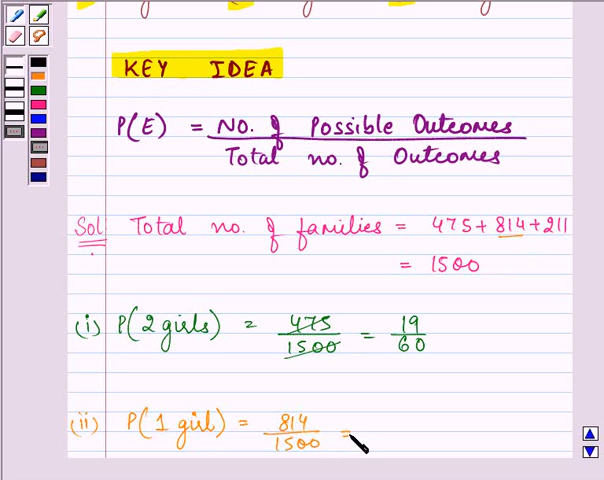 KEY IDEA
P(E) = No. of Possible Outcomes / Total no. of Outcomes
Sol Total no. of families = 475 + 814 + 211
= 1500
(i) P(2 girls) = 475/1500 = 19/60
(ii) P(1 girl) = 814/1500 =